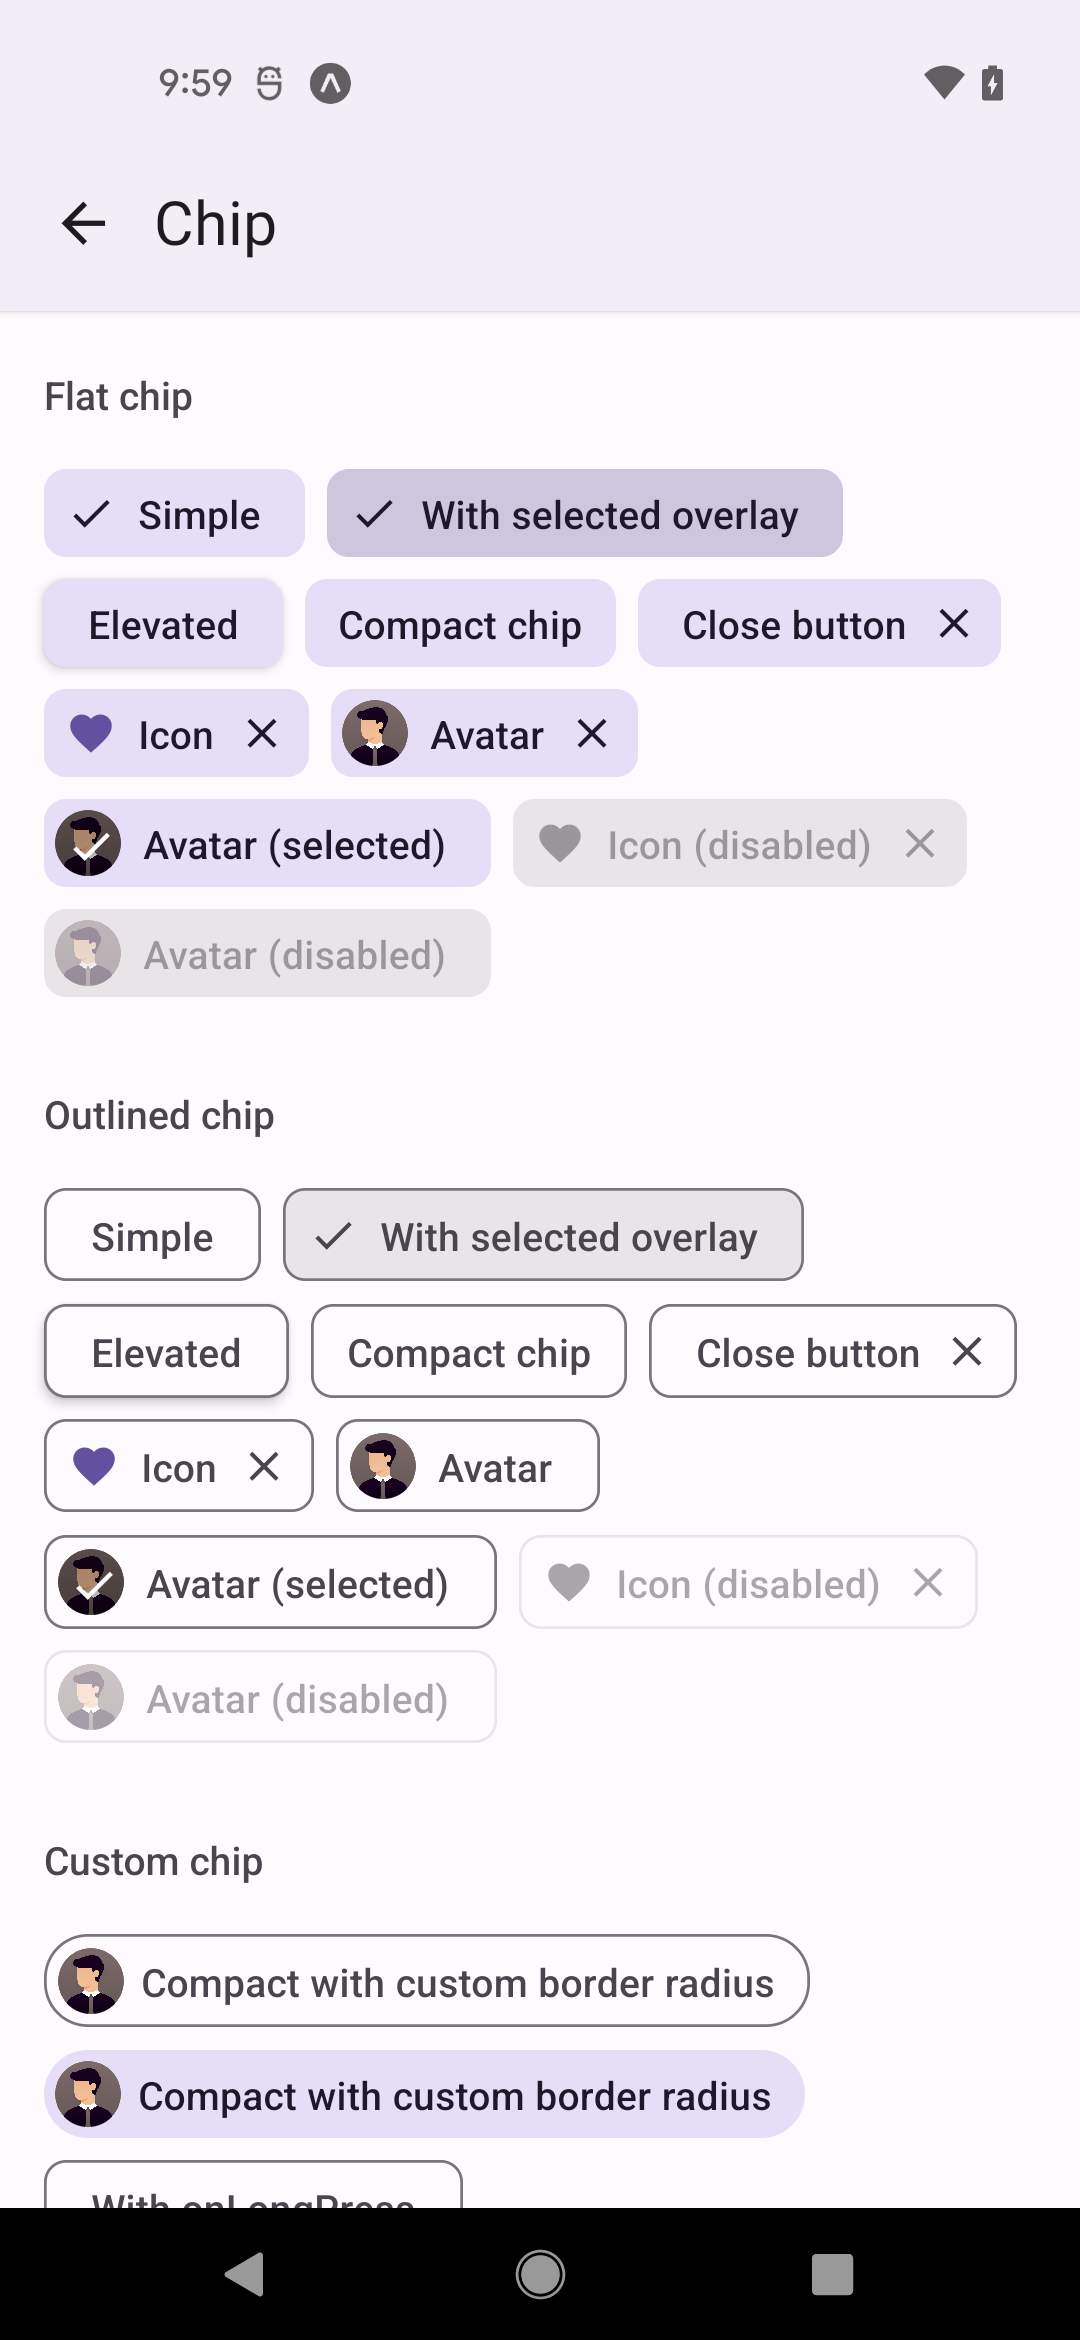 9:59
Chip
Flat chip
Simple With selected overlay
Elevated Compact chip Close button
Icon Avatar
Avatar (selected) Icon (disabled)
Avatar (disabled)
Outlined chip
Simple With selected overlay
Elevated Compact chip Close button
Icon Avatar
Avatar (selected) Icon (disabled)
Avatar (disabled)
Custom chip
Compact with custom border radius
Compact with custom border radius
With onLongPress